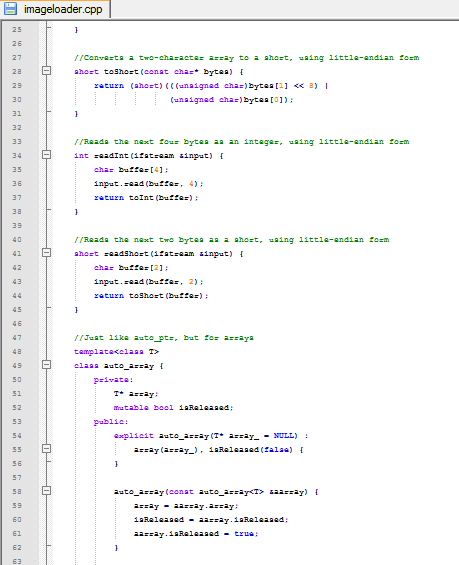 imageloader.cpp
25 }
26
27 //Converts a two-character array to a short, using little-endian form
28 short toShort(const char* bytes) {
29 return (short)(((unsigned char)bytes[1] << 8) |
30 (unsigned char)bytes[0]);
31 }
32
33 //Reads the next four bytes as an integer, using little-endian form
34 int readInt(ifstream &input) {
35 char buffer[4];
36 input.read(buffer, 4);
37 return toInt(buffer);
38 }
39
40 //Reads the next two bytes as a short, using little-endian form
41 short readShort(ifstream &input) {
42 char buffer[2];
43 input.read(buffer, 2);
44 return toShort(buffer);
45 }
46
47 //Just like auto_ptr, but for arrays
48 template<class T>
49 class auto_array {
50 private:
51 T* array;
52 mutable bool isReleased;
53 public:
54 explicit auto_array(T* array_ = NULL) :
55 array(array_), isReleased(false) {
56 }
57
58 auto_array(const auto_array<T> &aarray) {
59 array = aarray.array;
60 isReleased = aarray.isReleased;
61 aarray.isReleased = true;
62 }
63